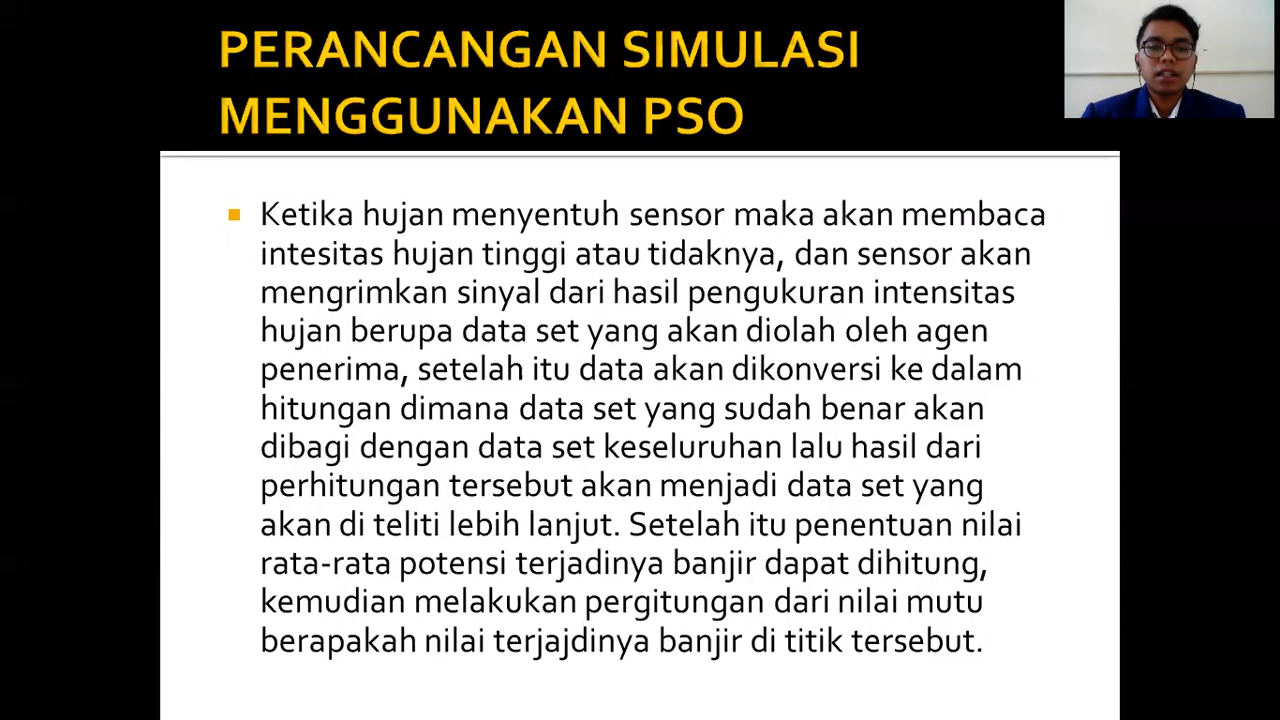 PERANCANGAN SIMULASI
MENGGUNAKAN PSO
Ketika hujan menyentuh sensor maka akan membaca
intesitas hujan tinggi atau tidaknya, dan sensor akan
mengrimkan sinyal dari hasil pengukuran intensitas
hujan berupa data set yang akan diolah oleh agen
penerima, setelah itu data akan dikonversi ke dalam
hitungan dimana data set yang sudah benar akan
dibagi dengan data set keseluruhan lalu hasil dari
perhitungan tersebut akan menjadi data set yang
akan di teliti lebih lanjut. Setelah itu penentuan nilai
rata-rata potensi terjadinya banjir dapat dihitung,
kemudian melakukan pergitungan dari nilai mutu
berapakah nilai terjajdinya banjir di titik tersebut.